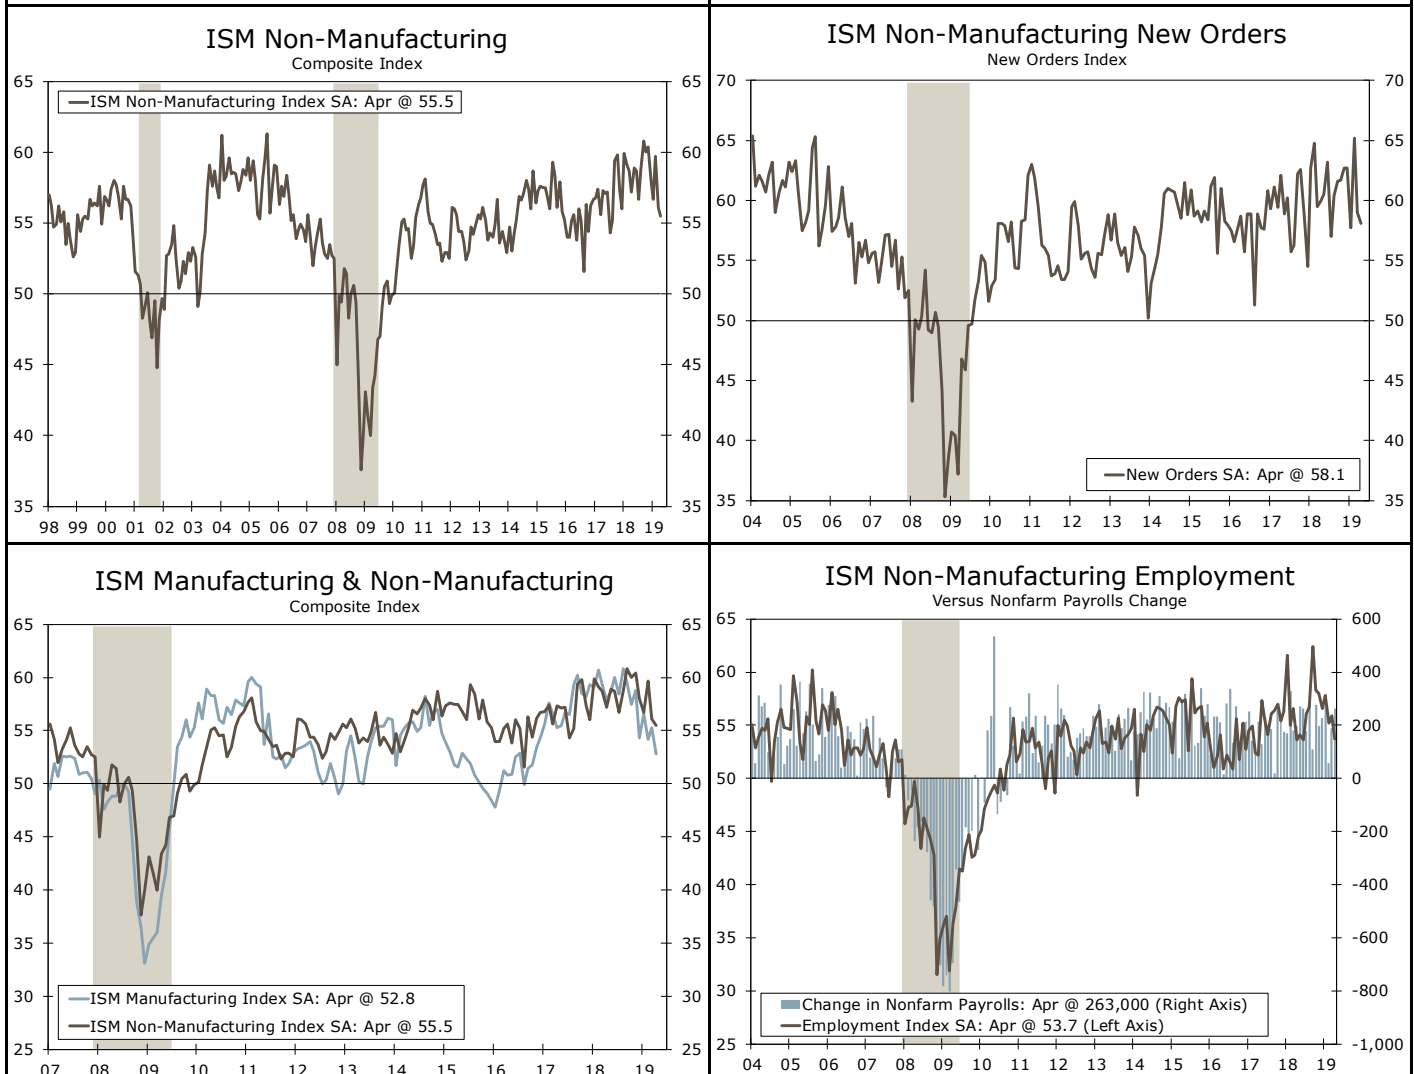 ISM Non-Manufacturing
Composite Index
65 65
ISM Non-Manufacturing Index SA: Apr @ 55.5
60 60
55 55
50 50
45 45
40 40
35 35
98 99 00 01 02 03 04 05 06 07 08 09 10 11 12 13 14 15 16 17 18 19
ISM Non-Manufacturing New Orders
New Orders Index
70 70
65 65
60 60
55 55
50 50
45 45
40 40
New Orders SA: Apr @ 58.1
35 35
04 05 06 07 08 09 10 11 12 13 14 15 16 17 18 19
ISM Manufacturing & Non-Manufacturing
Composite Index
65 65
60 60
55 55
50 50
45 45
40 40
35 35
30 30
ISM Manufacturing Index SA: Apr @ 52.8
ISM Non-Manufacturing Index SA: Apr @ 55.5
25 25
07 08 09 10 11 12 13 14 15 16 17 18 19
ISM Non-Manufacturing Employment
Versus Nonfarm Payrolls Change
65 600
60 400
55 200
50 0
45 -200
40 -400
35 -600
30 -800
Change in Nonfarm Payrolls: Apr @ 263,000 (Right Axis)
Employment Index SA: Apr @ 53.7 (Left Axis)
25 -1,000
04 05 06 07 08 09 10 11 12 13 14 15 16 17 18 19